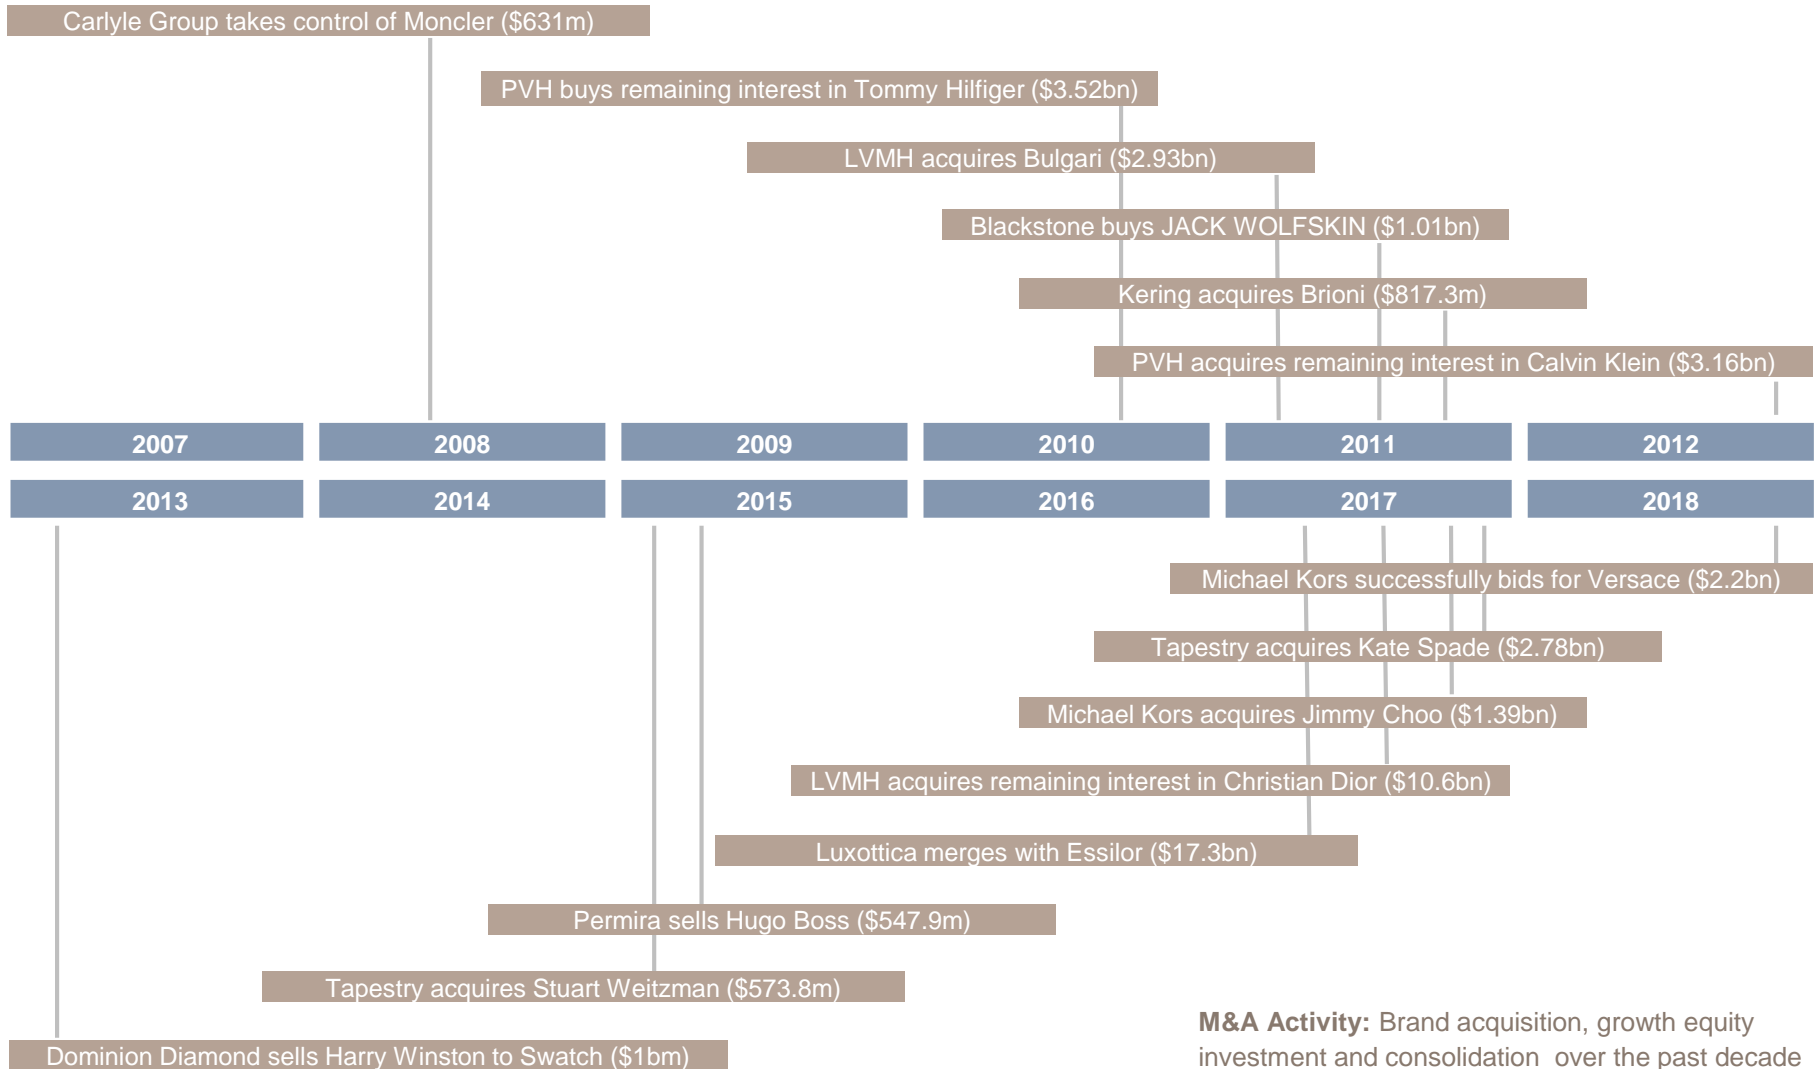 Carlyle Group takes control of Moncler ($631m)
PVH buys remaining interest in Tommy Hilfiger ($3.52bn)
LVMH acquires Bulgari ($2.93bn)
Blackstone buys JACK WOLFSKIN ($1.01bn)
Kering acquires Brioni ($817.3m)
PVH acquires remaining interest in Calvin Klein ($3.16bn)
2007 2008 2009 2010 2011 2012
2013 2014 2015 2016 2017 2018
Michael Kors successfully bids for Versace ($2.2bn)
Tapestry acquires Kate Spade ($2.78bn)
Michael Kors acquires Jimmy Choo ($1.39bn)
LVMH acquires remaining interest in Christian Dior ($10.6bn)
Luxottica merges with Essilor ($17.3bn)
Permira sells Hugo Boss ($547.9m)
Tapestry acquires Stuart Weitzman ($573.8m)
Dominion Diamond sells Harry Winston to Swatch ($1bm)
M&A Activity: Brand acquisition, growth equity
investment and consolidation over the past decade